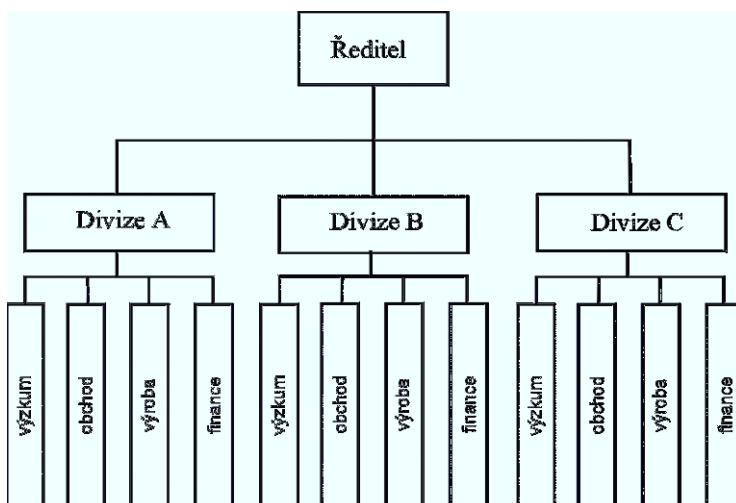 Ředitel
Divize A
Divize B
Divize C
výzkum
obchod
výroba
finance
výzkum
obchod
výroba
finance
výzkum
obchod
výroba
finance